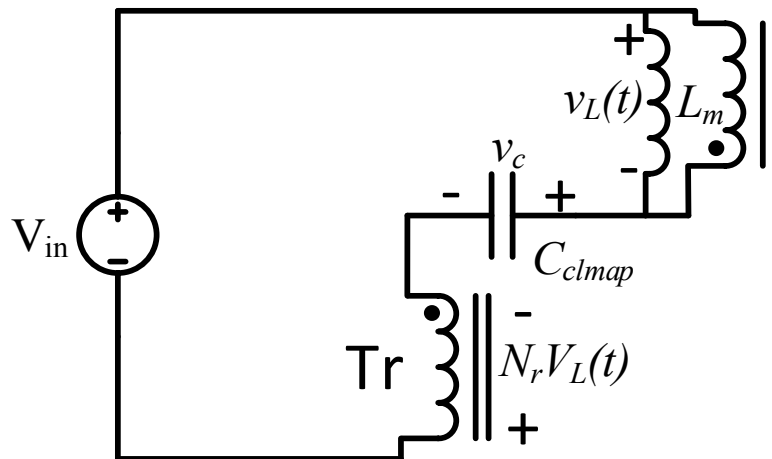 +
v_L(t)
L_m
-
v_c
- +
C_clmap
V_in
+
-
Tr
-
N_rV_L(t)
+